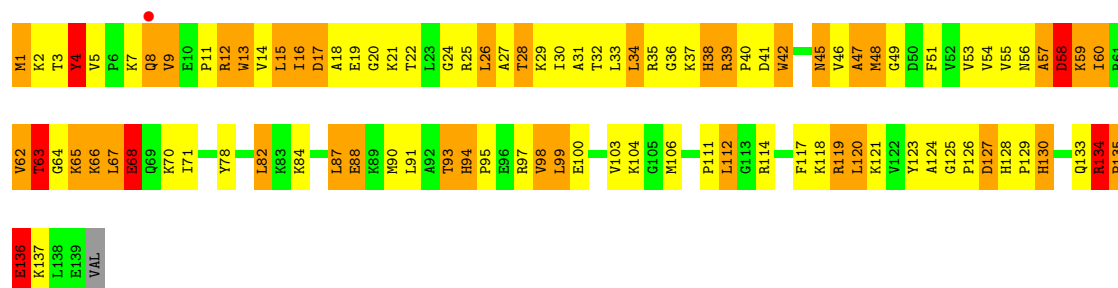 M1 K2 T3 Y4 V5 P6 K7 Q8 V9 E10 P11 R12 W13 V14 L15 I16 D17 A18 E19 G20 K21 T22 L23 G24 R25 L26 A27 T28 K29 I30 A31 T32 L33 L34 R35 G36 K37 H38 R39 P40 D41 W42 N45 V46 A47 M48 G49 D50 F51 V52 V53 V54 V55 N56 A57 D58 K59 I60 R61
V62 T63 G64 K65 K66 L67 E68 Q69 K70 I71 Y78 L82 K83 K84 L87 E88 K89 M90 L91 A92 T93 H94 P95 E96 R97 V98 L99 E100 V103 K104 G105 M106 P111 L112 G113 R114 F117 K118 R119 L120 K121 V122 Y123 A124 G125 P126 D127 H128 P129 H130 Q133 R134 P135
E136 K137 L138 E139 VAL